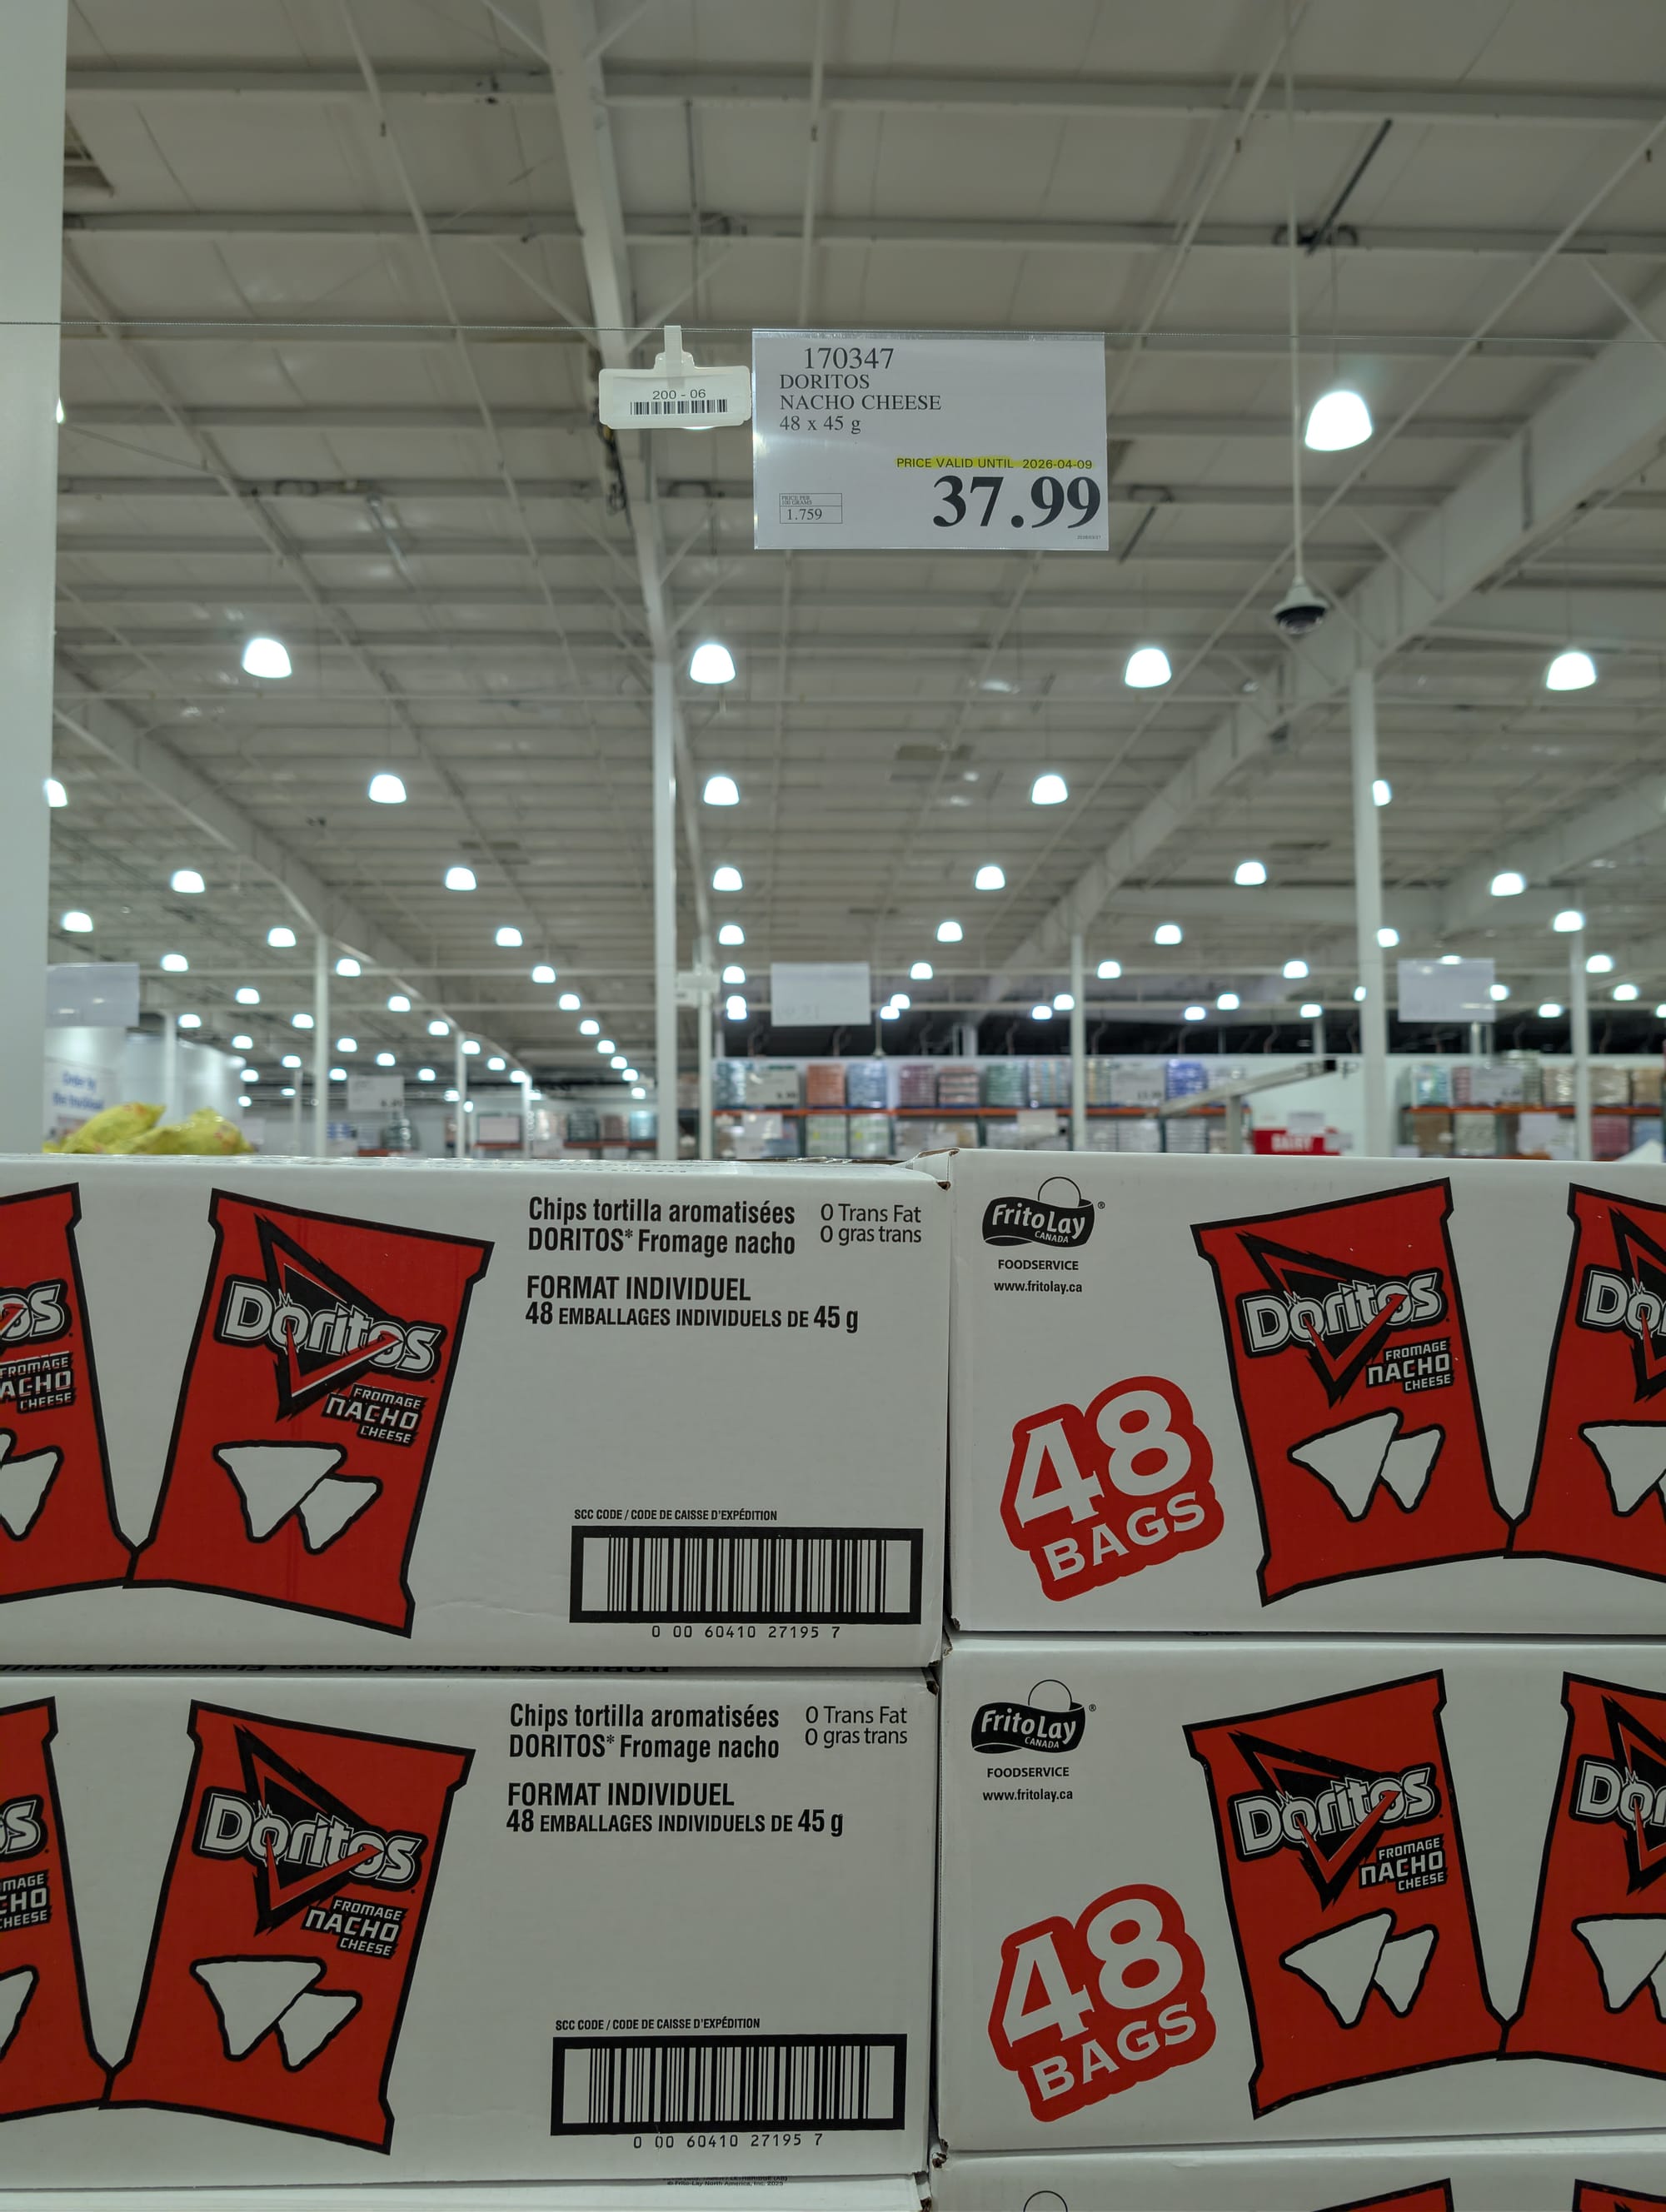 200 - 06
170347
DORITOS
NACHO CHEESE
48 x 45 g
PRICE VALID UNTIL 2026-04-09
PRICE PER
100 GRAMS
1.759
37.99
DAIRY
Chips tortilla aromatisées
DORITOS* Fromage nacho
0 Trans Fat
0 gras trans
FORMAT INDIVIDUEL
48 EMBALLAGES INDIVIDUELS DE 45 g
Doritos
FROMAGE
NACHO
CHEESE
SCC CODE / CODE DE CAISSE D'EXPÉDITION
0 00 60410 27195 7
FritoLay®
CANADA
FOODSERVICE
www.fritolay.ca
48
BAGS
Doritos
FROMAGE
NACHO
CHEESE
Chips tortilla aromatisées
DORITOS* Fromage nacho
0 Trans Fat
0 gras trans
FORMAT INDIVIDUEL
48 EMBALLAGES INDIVIDUELS DE 45 g
Doritos
FROMAGE
NACHO
CHEESE
SCC CODE / CODE DE CAISSE D'EXPÉDITION
0 00 60410 27195 7
FritoLay®
CANADA
FOODSERVICE
www.fritolay.ca
48
BAGS
Doritos
FROMAGE
NACHO
CHEESE